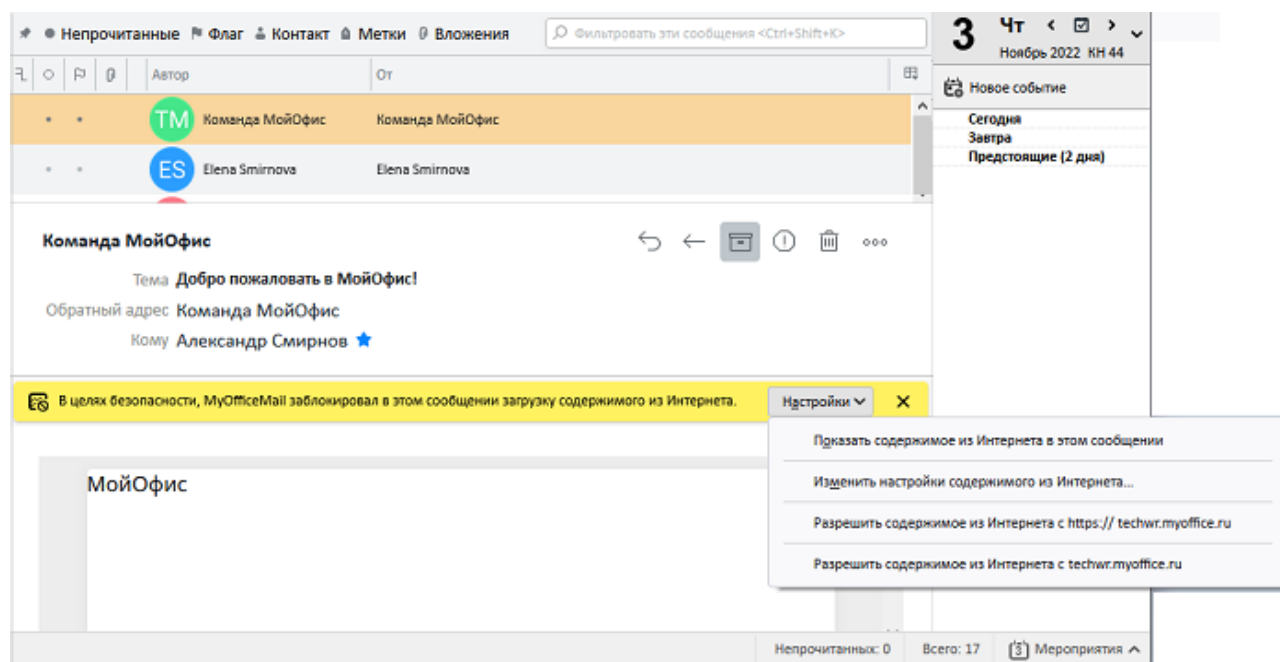 Непрочитанные Флаг Контакт Метки Вложения Фильтровать эти сообщения <Ctrl+Shift+K>
3 Чт
Ноябрь 2022 КН 44
Автор От
Новое событие
TM Команда МойОфис Команда МойОфис
Сегодня
Завтра
Предстоящие (2 дня)
ES Elena Smirnova Elena Smirnova
Команда МойОфис
Тема Добро пожаловать в МойОфис!
Обратный адрес Команда МойОфис
Кому Александр Смирнов
В целях безопасности, MyOfficeMail заблокировал в этом сообщении загрузку содержимого из Интернета. Настройки
Показать содержимое из Интернета в этом сообщении
Изменить настройки содержимого из Интернета...
Разрешить содержимое из Интернета с https:// techwr.myoffice.ru
Разрешить содержимое из Интернета с techwr.myoffice.ru
МойОфис
Непрочитанных: 0 Всего: 17 3 Мероприятия